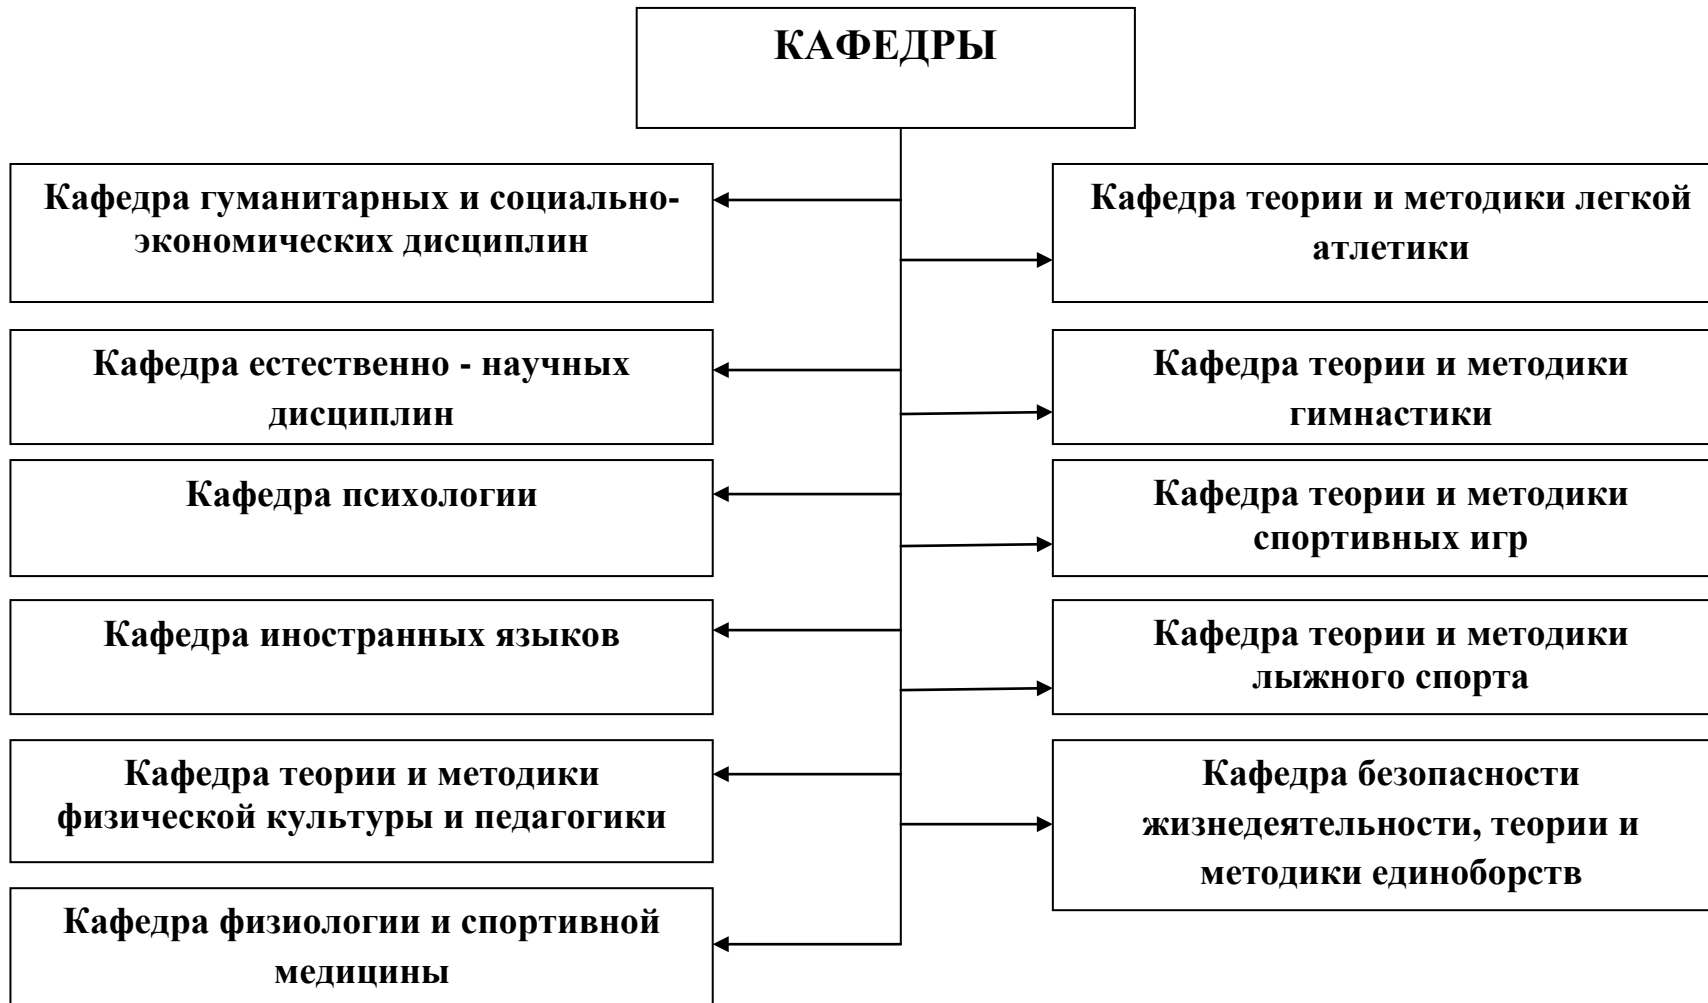 КАФЕДРЫ
Кафедра гуманитарных и социально-
экономических дисциплин
Кафедра естественно - научных
дисциплин
Кафедра психологии
Кафедра иностранных языков
Кафедра теории и методики
физической культуры и педагогики
Кафедра физиологии и спортивной
медицины
Кафедра теории и методики легкой
атлетики
Кафедра теории и методики
гимнастики
Кафедра теории и методики
спортивных игр
Кафедра теории и методики
лыжного спорта
Кафедра безопасности
жизнедеятельности, теории и
методики единоборств